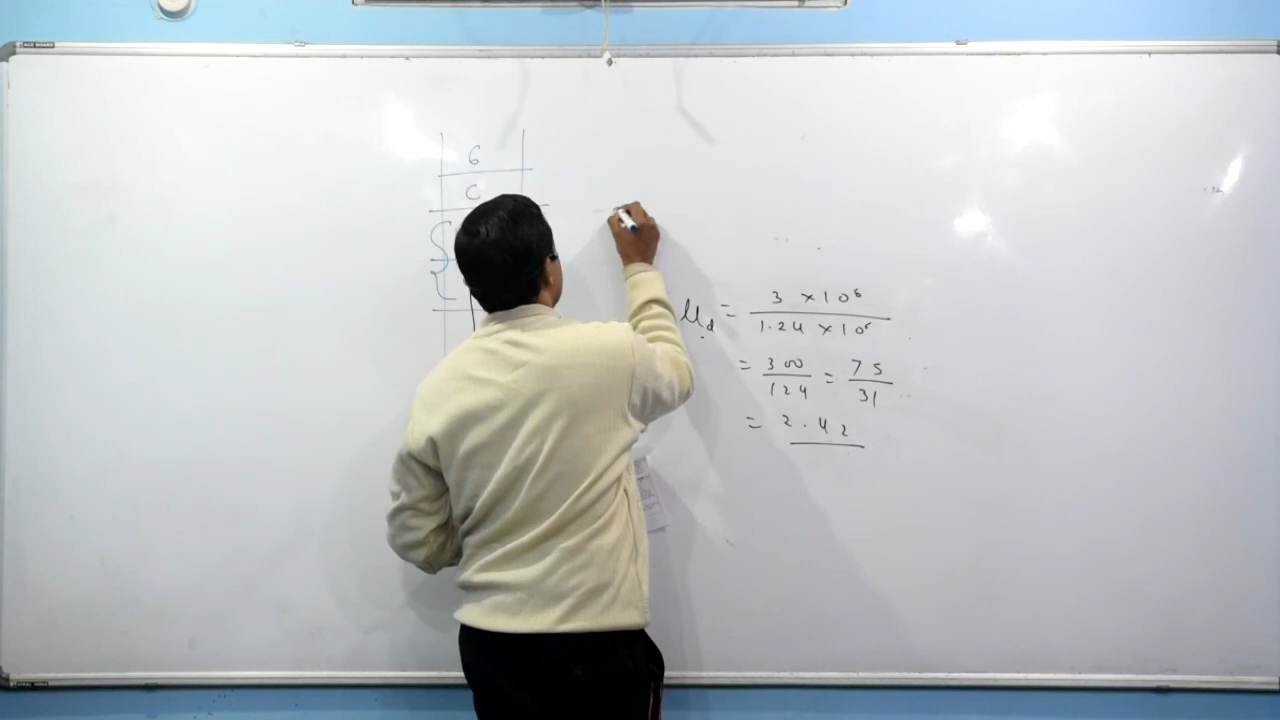 6
C
μd = 3 × 10⁸ / 1.24 × 10⁸
= 300 / 124 = 75 / 31
= 2.42